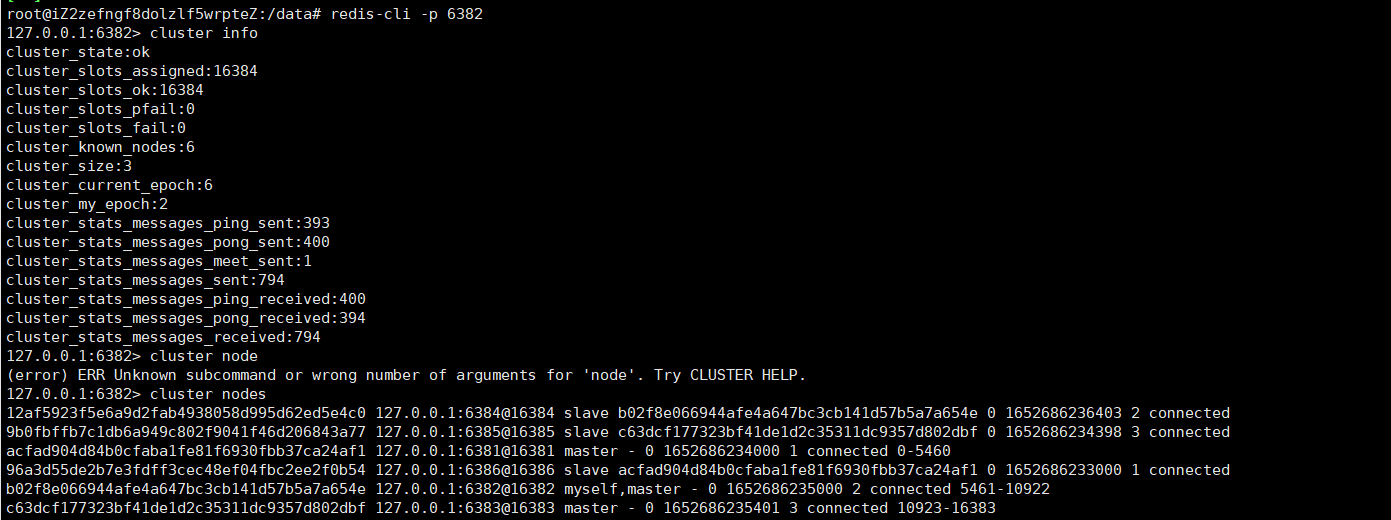 root@iZ2zefngf8dolzlf5wrpteZ:/data# redis-cli -p 6382
127.0.0.1:6382> cluster info
cluster_state:ok
cluster_slots_assigned:16384
cluster_slots_ok:16384
cluster_slots_pfail:0
cluster_slots_fail:0
cluster_known_nodes:6
cluster_size:3
cluster_current_epoch:6
cluster_my_epoch:2
cluster_stats_messages_ping_sent:393
cluster_stats_messages_pong_sent:400
cluster_stats_messages_meet_sent:1
cluster_stats_messages_sent:794
cluster_stats_messages_ping_received:400
cluster_stats_messages_pong_received:394
cluster_stats_messages_received:794
127.0.0.1:6382> cluster node
(error) ERR Unknown subcommand or wrong number of arguments for 'node'. Try CLUSTER HELP.
127.0.0.1:6382> cluster nodes
12af5923f5e6a9d2fab4938058d995d62ed5e4c0 127.0.0.1:6384@16384 slave b02f8e066944afe4a647bc3cb141d57b5a7a654e 0 1652686236403 2 connected
9b0fbffb7c1db6a949c802f9041f46d206843a77 127.0.0.1:6385@16385 slave c63dcf177323bf41de1d2c35311dc9357d802dbf 0 1652686234398 3 connected
acfad904d84b0cfaba1fe81f6930fbb37ca24af1 127.0.0.1:6381@16381 master - 0 1652686234000 1 connected 0-5460
96a3d55de2b7e3fdff3cec48ef04fbc2ee2f0b54 127.0.0.1:6386@16386 slave acfad904d84b0cfaba1fe81f6930fbb37ca24af1 0 1652686233000 1 connected
b02f8e066944afe4a647bc3cb141d57b5a7a654e 127.0.0.1:6382@16382 myself,master - 0 1652686235000 2 connected 5461-10922
c63dcf177323bf41de1d2c35311dc9357d802dbf 127.0.0.1:6383@16383 master - 0 1652686235401 3 connected 10923-16383